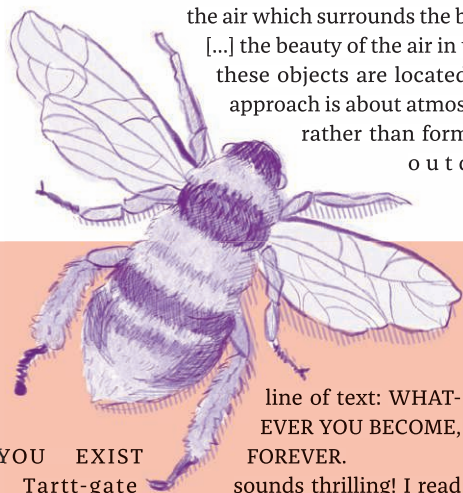 the air which surrounds the b
[...] the beauty of the air in
these objects are located
approach is about atmos
rather than form
out
line of text: WHAT-
EVER YOU BECOME,
YOU EXIST
FOREVER.
Tartt-gate
sounds thrilling! I read